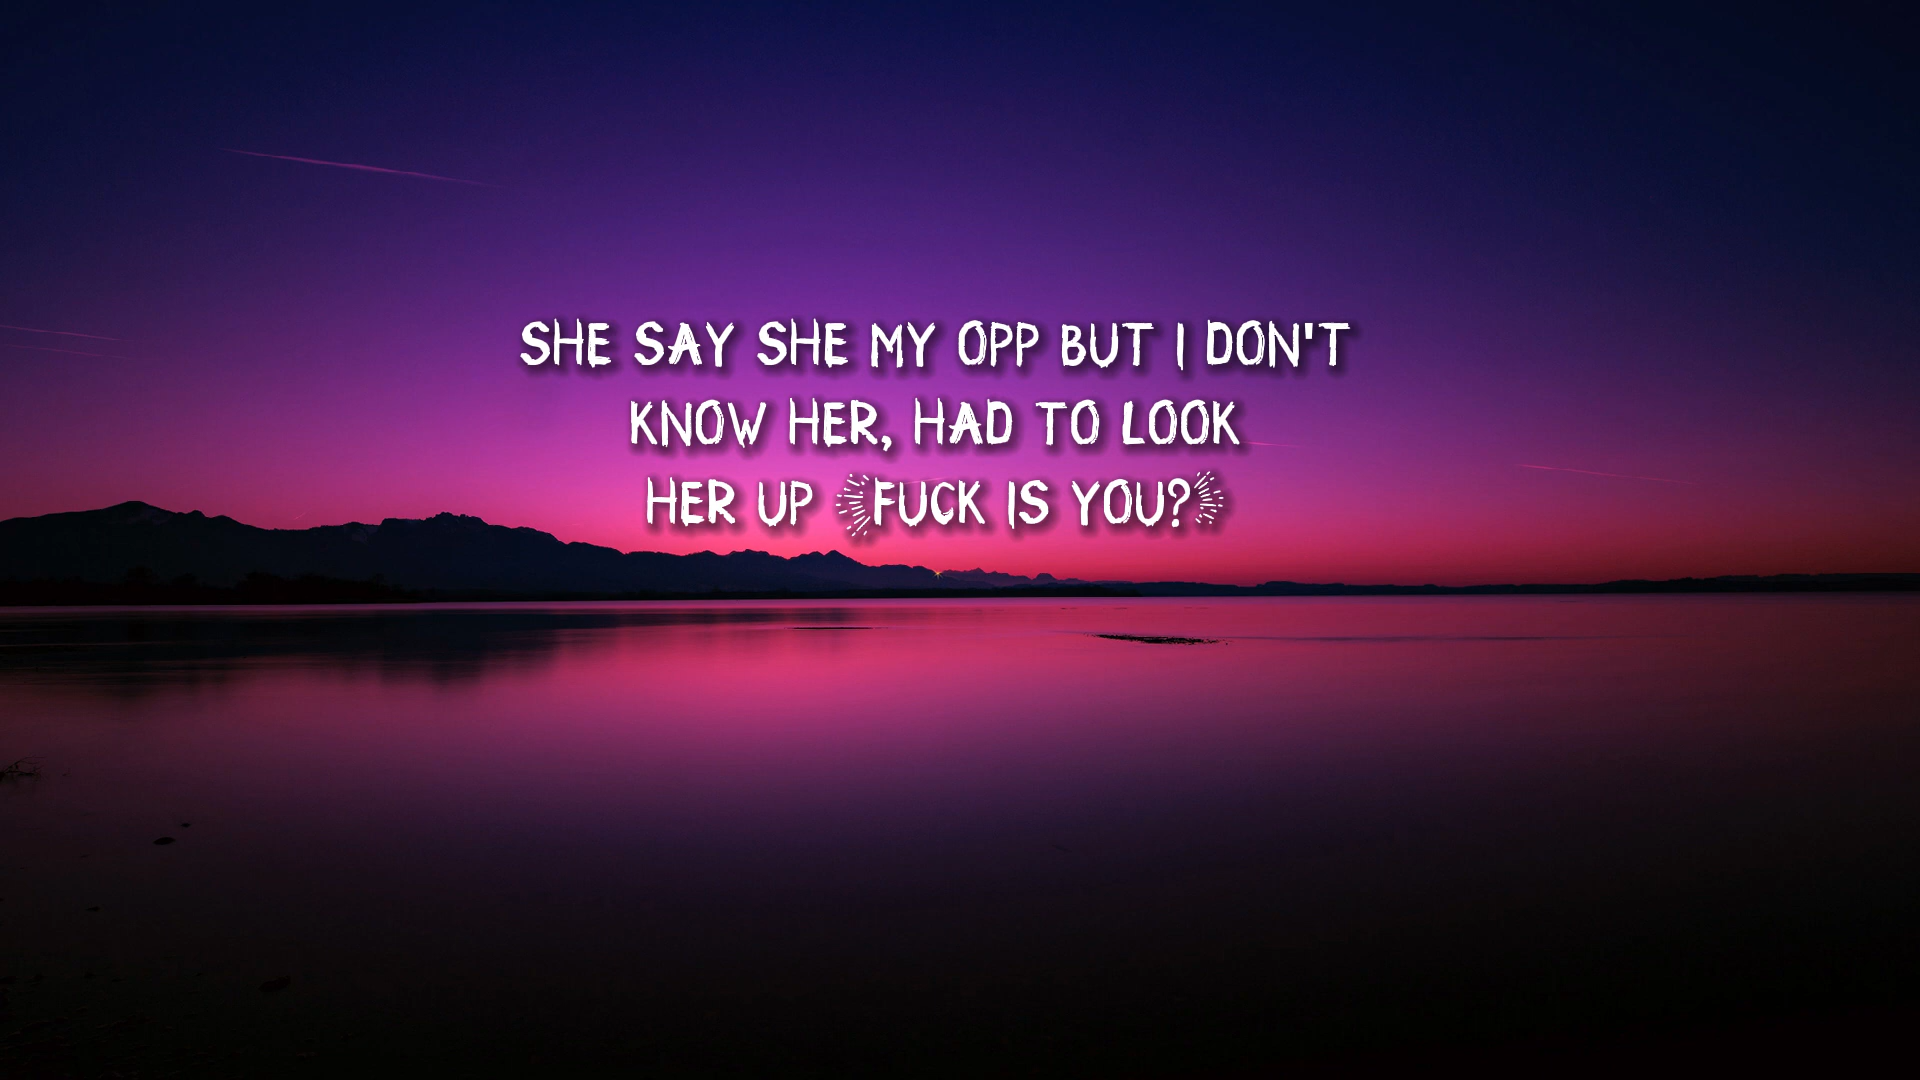 SHE SAY SHE MY OPP BUT I DON'T
KNOW HER, HAD TO LOOK
HER UP (FUCK IS YOU?)